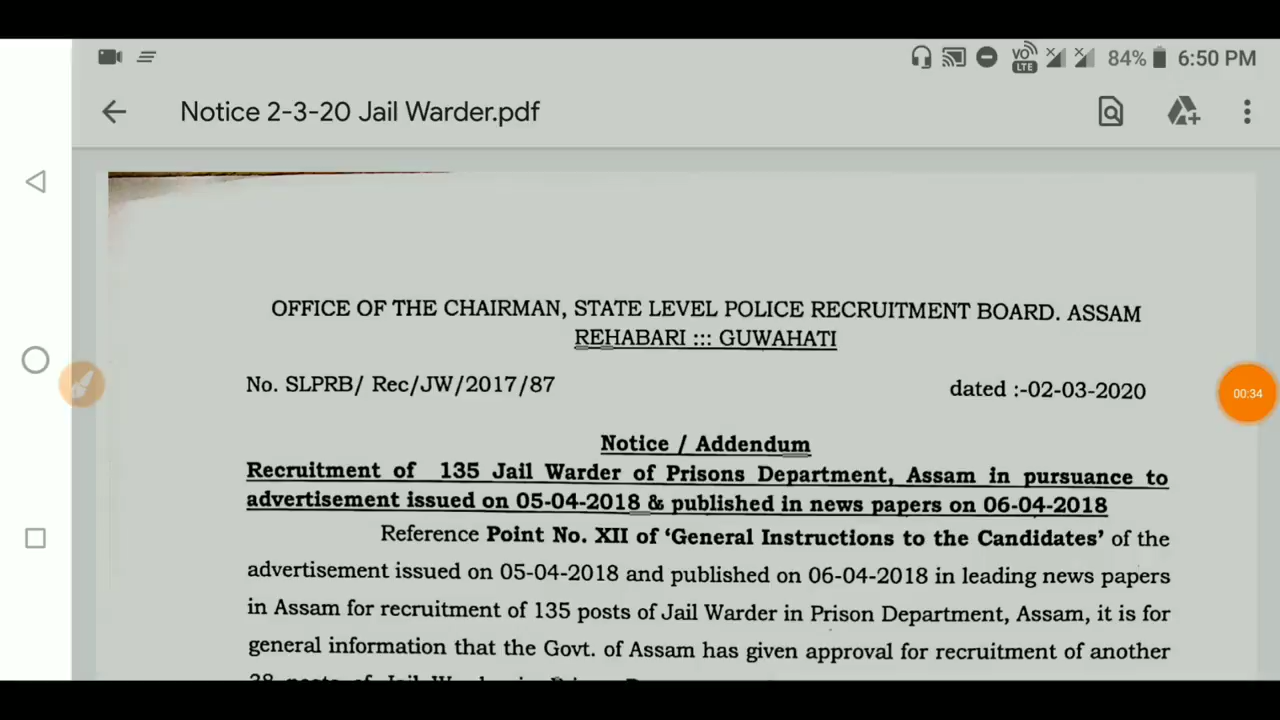 VO
LTE
84%
6:50 PM
Notice 2-3-20 Jail Warder.pdf
OFFICE OF THE CHAIRMAN, STATE LEVEL POLICE RECRUITMENT BOARD. ASSAM
REHABARI ::: GUWAHATI
No. SLPRB/ Rec/JW/2017/87
dated :-02-03-2020
00:34
Notice / Addendum
Recruitment of 135 Jail Warder of Prisons Department, Assam in pursuance to
advertisement issued on 05-04-2018 & published in news papers on 06-04-2018
Reference Point No. XII of ‘General Instructions to the Candidates’ of the
advertisement issued on 05-04-2018 and published on 06-04-2018 in leading news papers
in Assam for recruitment of 135 posts of Jail Warder in Prison Department, Assam, it is for
general information that the Govt. of Assam has given approval for recruitment of another